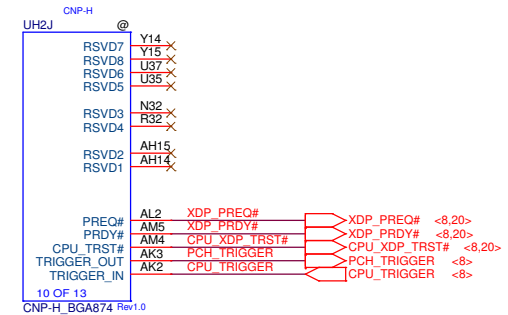 CNP-H
UH2J @
RSVD7 Y14
RSVD8 Y15
RSVD6 U37
RSVD5 U35
RSVD3 N32
RSVD4 R32
RSVD2 AH15
RSVD1 AH14
PREQ# AL2 XDP_PREQ# XDP_PREQ# <8,20>
PRDY# AM5 XDP_PRDY# XDP_PRDY# <8,20>
CPU_TRST# AM4 CPU_XDP_TRST# CPU_XDP_TRST# <8,20>
TRIGGER_OUT AK3 PCH_TRIGGER PCH_TRIGGER <8>
TRIGGER_IN AK2 CPU_TRIGGER CPU_TRIGGER <8>
10 OF 13
CNP-H_BGA874 Rev1.0